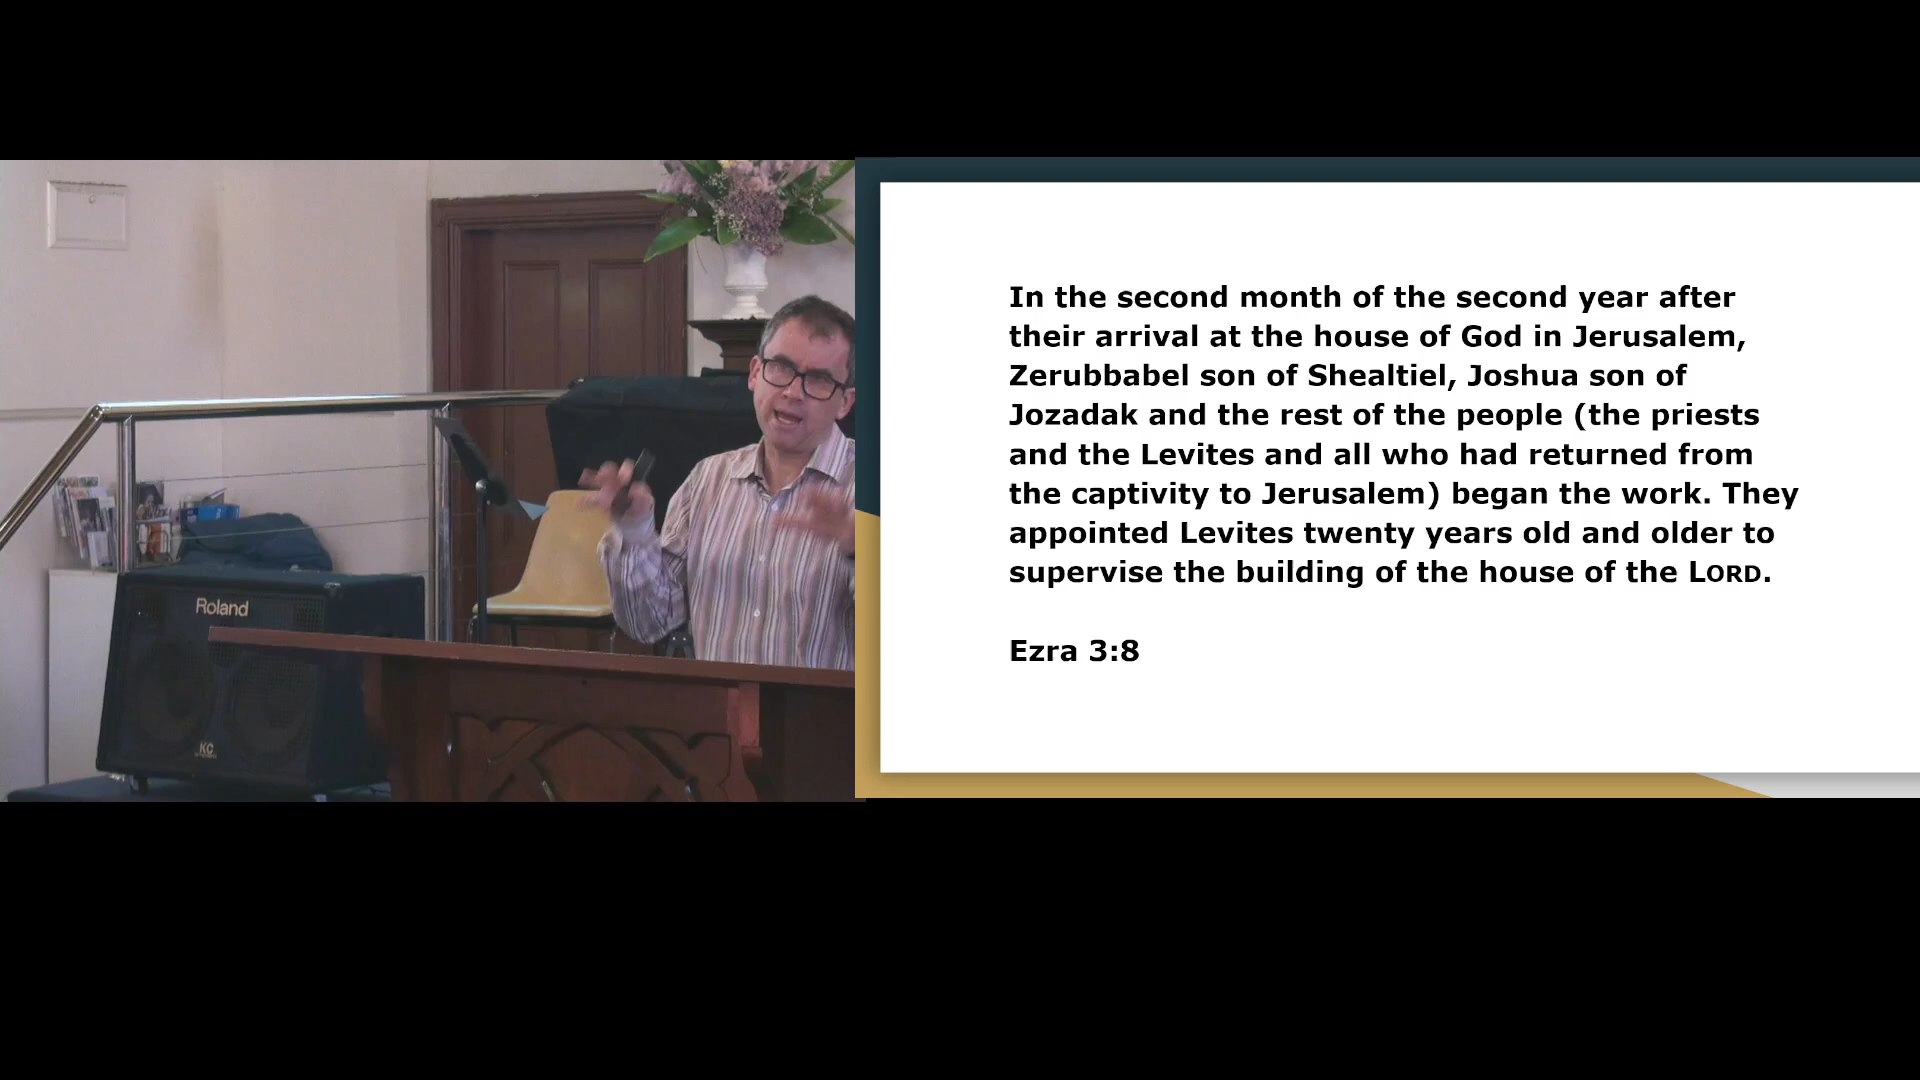 Roland
KC
In the second month of the second year after
their arrival at the house of God in Jerusalem,
Zerubbabel son of Shealtiel, Joshua son of
Jozadak and the rest of the people (the priests
and the Levites and all who had returned from
the captivity to Jerusalem) began the work. They
appointed Levites twenty years old and older to
supervise the building of the house of the LORD.
Ezra 3:8